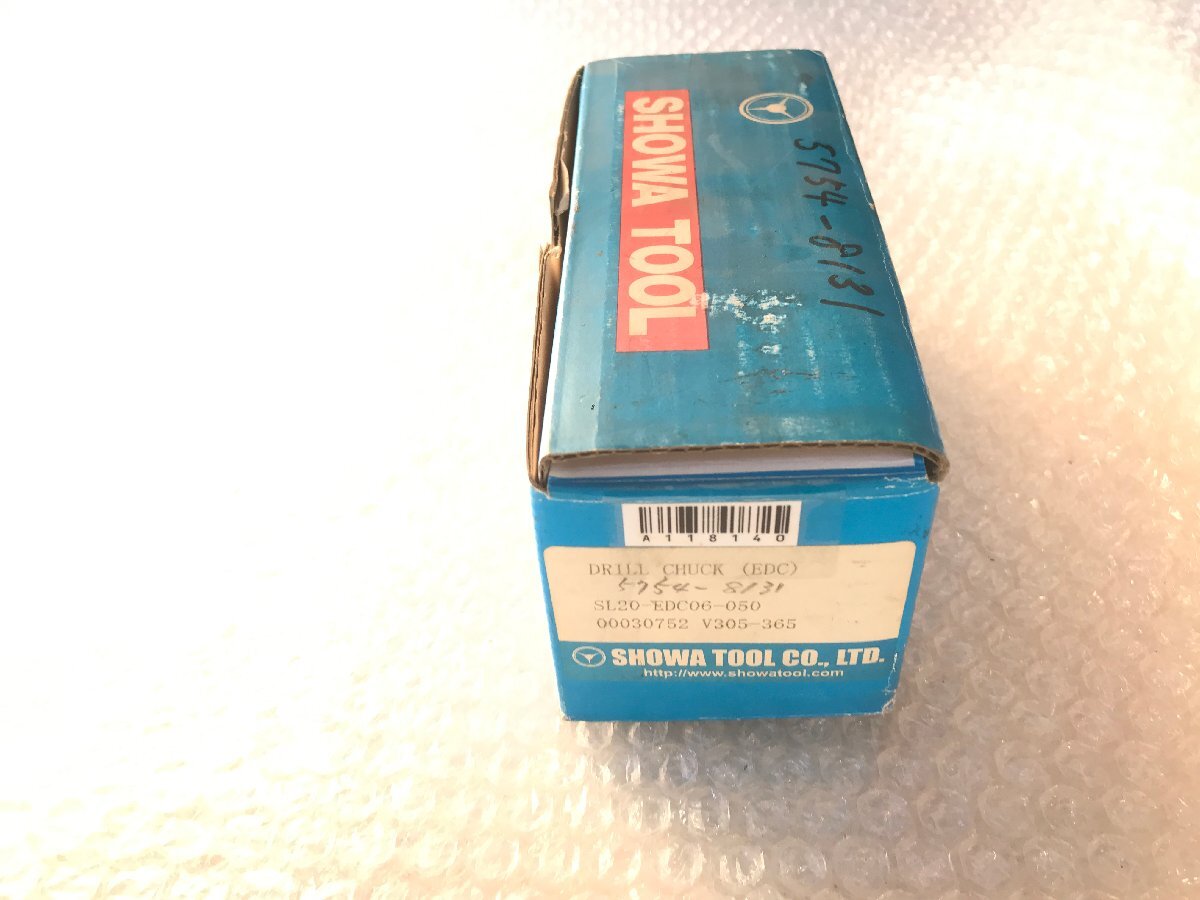 SHOWA TOOL
5754-8131
A118140
DRILL CHUCK (EDC)
5754-8131
SL20-EDC06-050
00030752 V305-365
SHOWA TOOL CO., LTD.
http://www.showatool.com